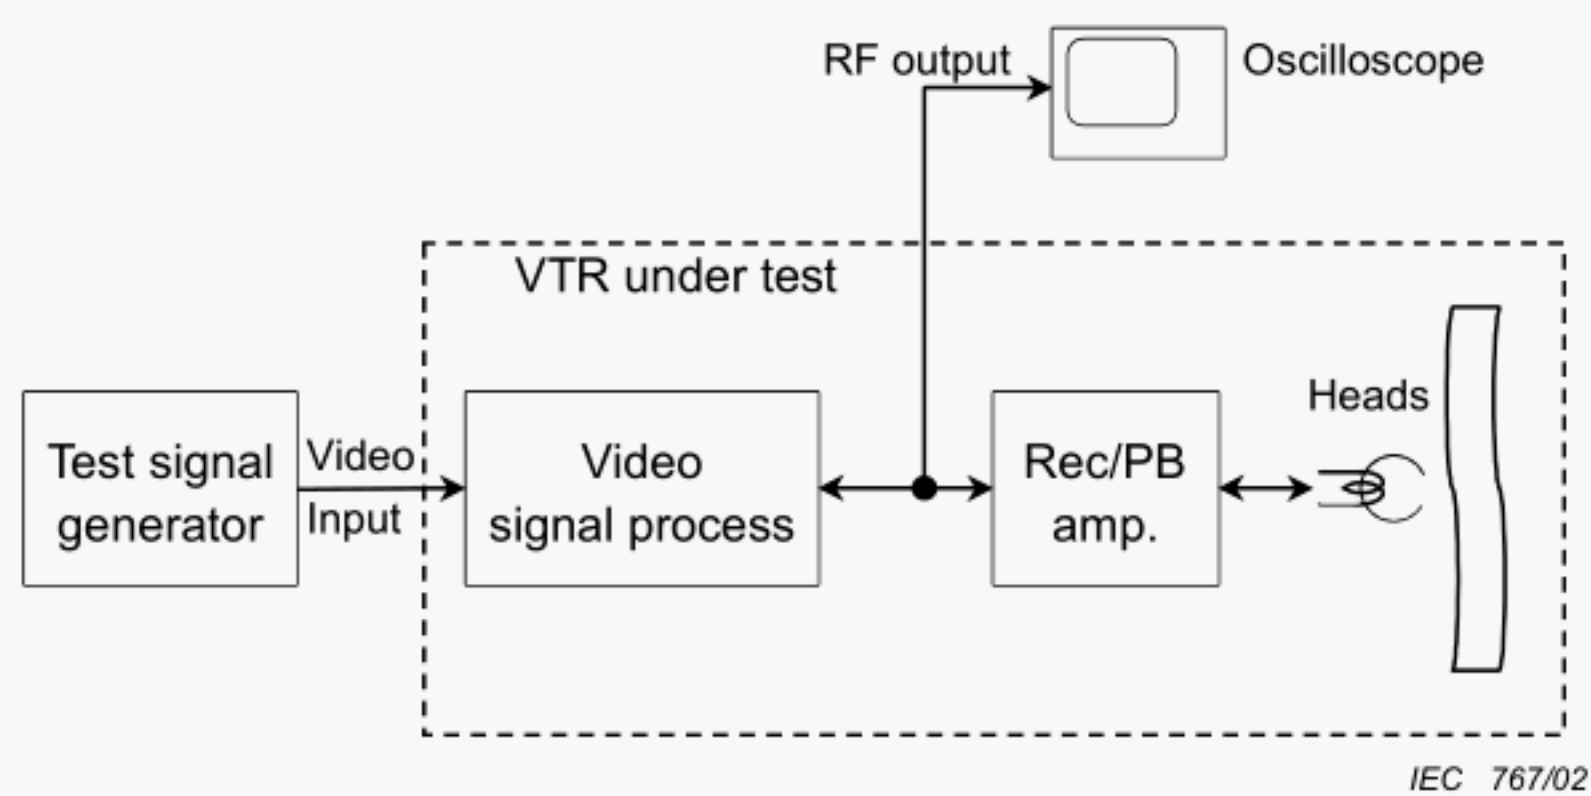 RF output
Oscilloscope
VTR under test
Heads
Test signal
generator
Video
Input
Video
signal process
Rec/PB
amp.
IEC 767/02